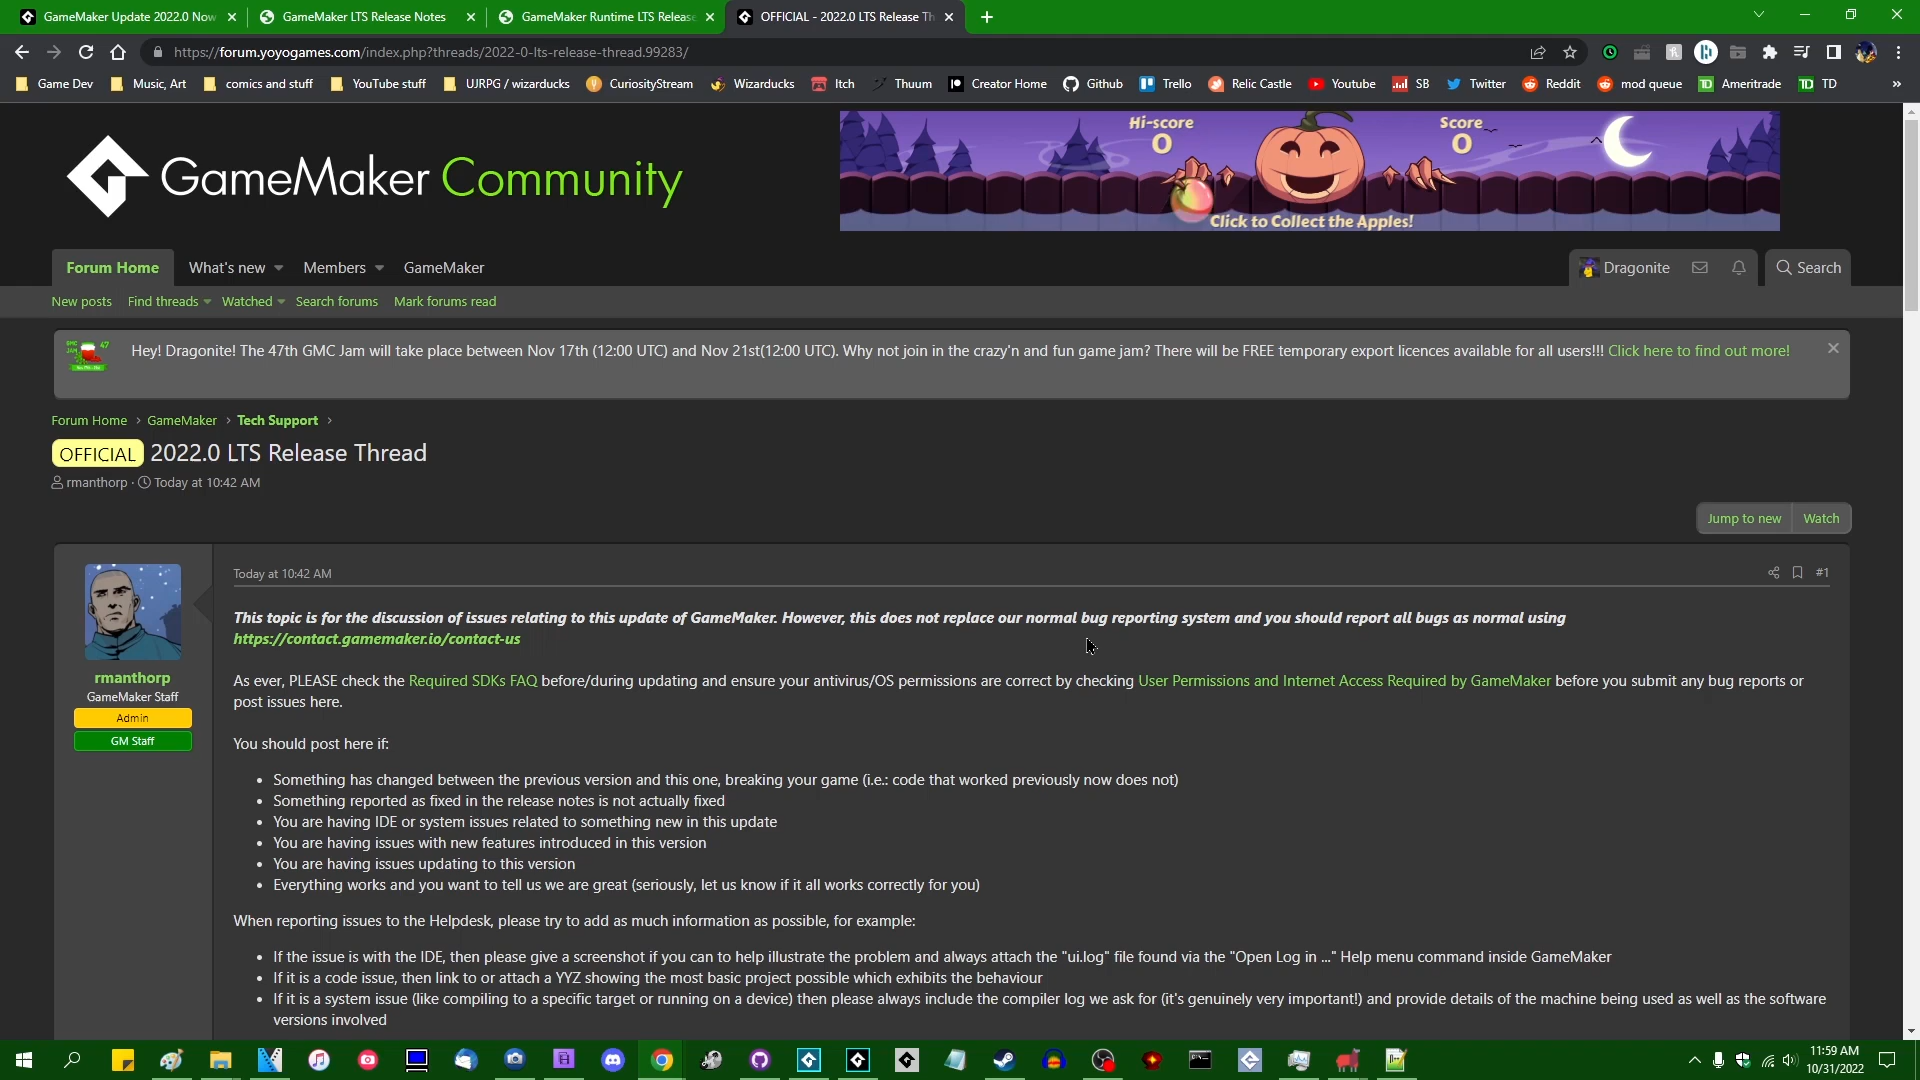 GameMaker Update 2022.0 Now
GameMaker LTS Release Notes
GameMaker Runtime LTS Release
OFFICIAL - 2022.0 LTS Release Th
https://forum.yoyogames.com/index.php?threads/2022-0-lts-release-thread.99283/
Game Dev
Music, Art
comics and stuff
YouTube stuff
UJRPG / wizarducks
CuriosityStream
Wizarducks
Itch
Thuum
Creator Home
Github
Trello
Relic Castle
Youtube
SB
Twitter
Reddit
mod queue
Ameritrade
TD
GameMaker Community
Hi-score
0
Score
0
Click to Collect the Apples!
Forum Home
What's new
Members
GameMaker
Dragonite
Search
New posts
Find threads
Watched
Search forums
Mark forums read
Hey! Dragonite! The 47th GMC Jam will take place between Nov 17th (12:00 UTC) and Nov 21st(12:00 UTC). Why not join in the crazy'n and fun game jam? There will be FREE temporary export licences available for all users!!! Click here to find out more!
Forum Home › GameMaker › Tech Support ›
OFFICIAL 2022.0 LTS Release Thread
rmanthorp · Today at 10:42 AM
Jump to new
Watch
rmanthorp
GameMaker Staff
Admin
GM Staff
Today at 10:42 AM
#1
This topic is for the discussion of issues relating to this update of GameMaker. However, this does not replace our normal bug reporting system and you should report all bugs as normal using
https://contact.gamemaker.io/contact-us
As ever, PLEASE check the Required SDKs FAQ before/during updating and ensure your antivirus/OS permissions are correct by checking User Permissions and Internet Access Required by GameMaker before you submit any bug reports or
post issues here.
You should post here if:
• Something has changed between the previous version and this one, breaking your game (i.e.: code that worked previously now does not)
• Something reported as fixed in the release notes is not actually fixed
• You are having IDE or system issues related to something new in this update
• You are having issues with new features introduced in this version
• You are having issues updating to this version
• Everything works and you want to tell us we are great (seriously, let us know if it all works correctly for you)
When reporting issues to the Helpdesk, please try to add as much information as possible, for example:
• If the issue is with the IDE, then please give a screenshot if you can to help illustrate the problem and always attach the "ui.log" file found via the "Open Log in ..." Help menu command inside GameMaker
• If it is a code issue, then link to or attach a YYZ showing the most basic project possible which exhibits the behaviour
• If it is a system issue (like compiling to a specific target or running on a device) then please always include the compiler log we ask for (it's genuinely very important!) and provide details of the machine being used as well as the software
versions involved
11:59 AM
10/31/2022